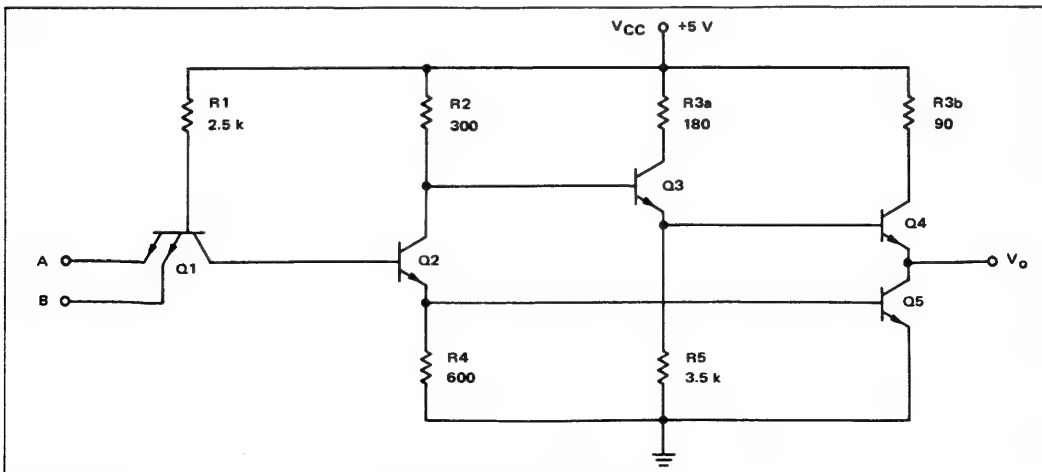 VCC +5 V
R1
2.5 k
R2
300
R3a
180
R3b
90
Q3
Q4
A
Q1
Q2
Vo
B
Q5
R4
600
R5
3.5 k